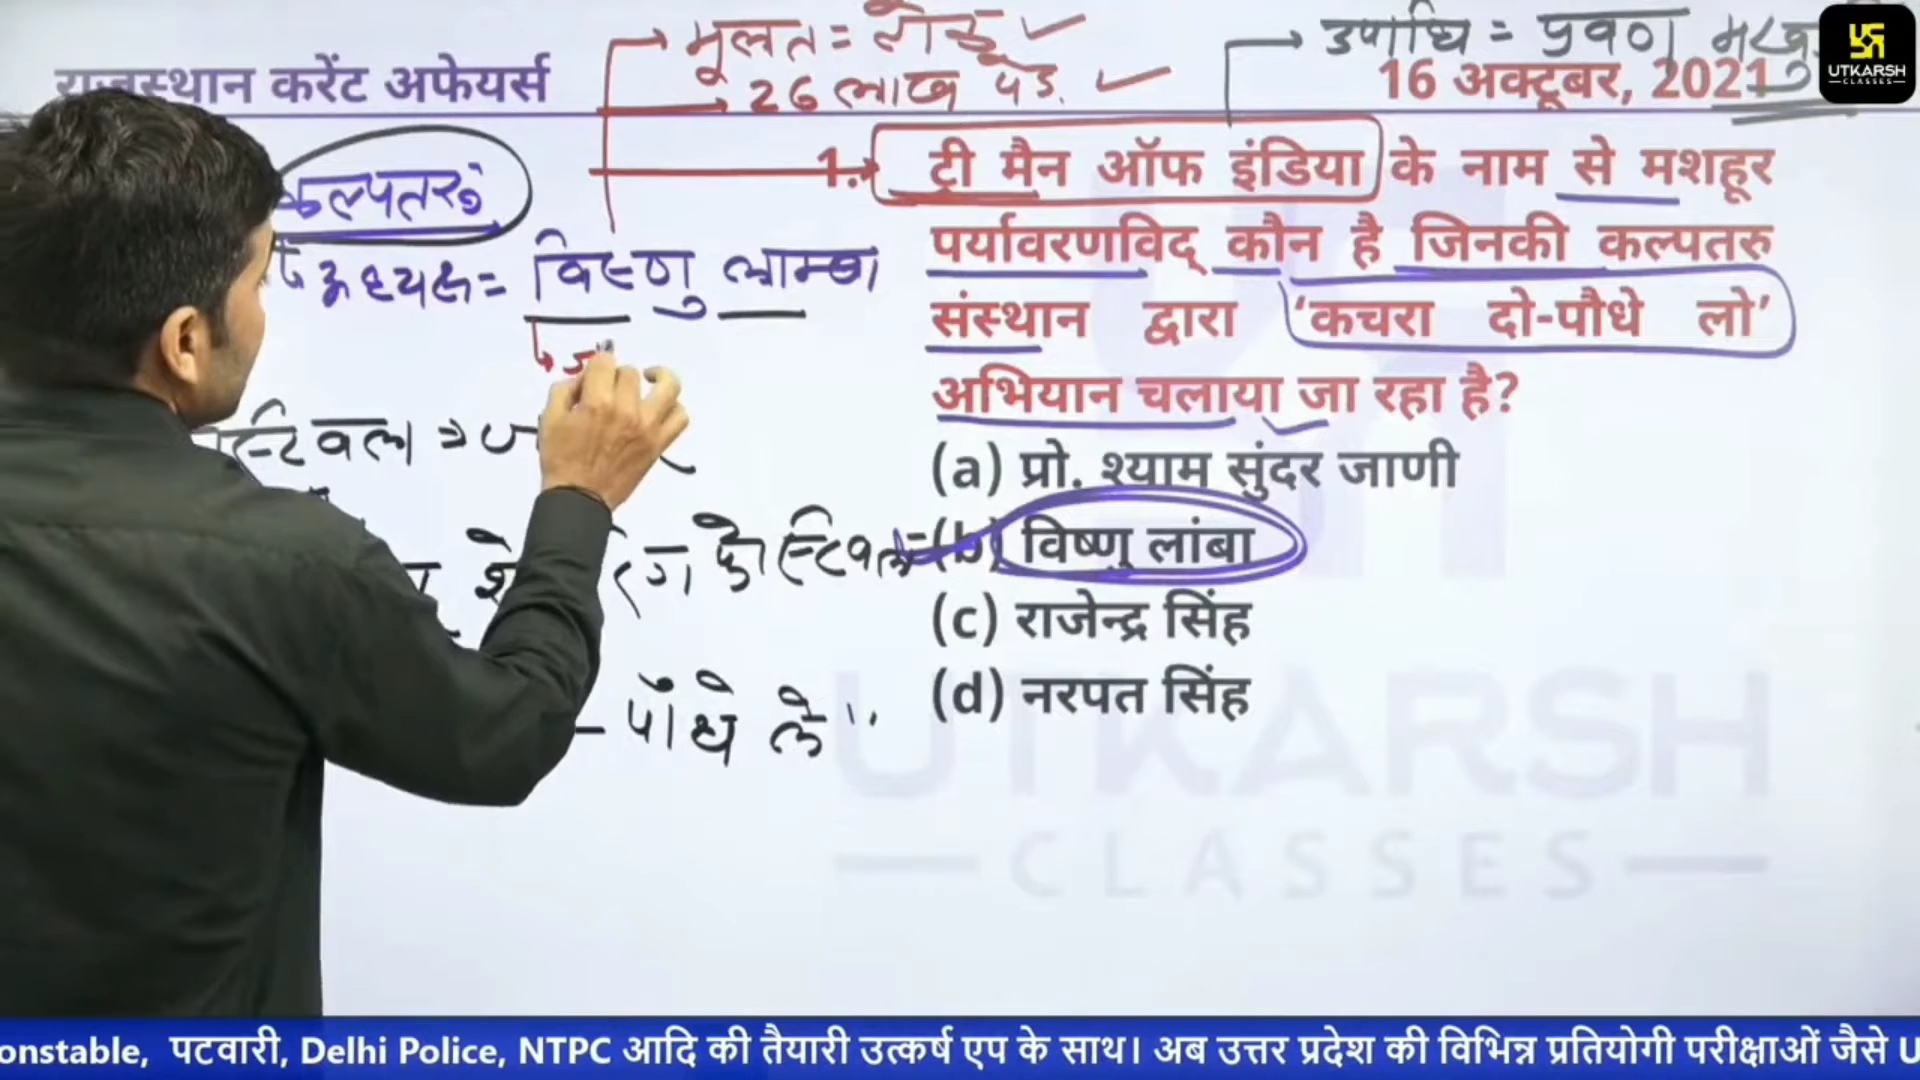 मूलत =
उपाधि = प्रवण
26 लाख पेड़.
UTKARSH
CLASSES
राजस्थान करेंट अफेयर्स
16 अक्टूबर, 2021
कल्पतरु
1. ट्री मैन ऑफ इंडिया के नाम से मशहूर
पर्यावरणविद् कौन है जिनकी कल्पतरु
संस्थान द्वारा ‘कचरा दो-पौधे लो’
अभियान चलाया जा रहा है?
अध्यक्ष = विष्णु लाम्बा
(a) प्रो. श्याम सुंदर जाणी
(b) विष्णु लांबा
(c) राजेन्द्र सिंह
(d) नरपत सिंह
- पौधे लो"
UTKARSH
CLASSES
onstable, पटवारी, Delhi Police, NTPC आदि की तैयारी उत्कर्ष एप के साथ। अब उत्तर प्रदेश की विभिन्न प्रतियोगी परीक्षाओं जैसे U